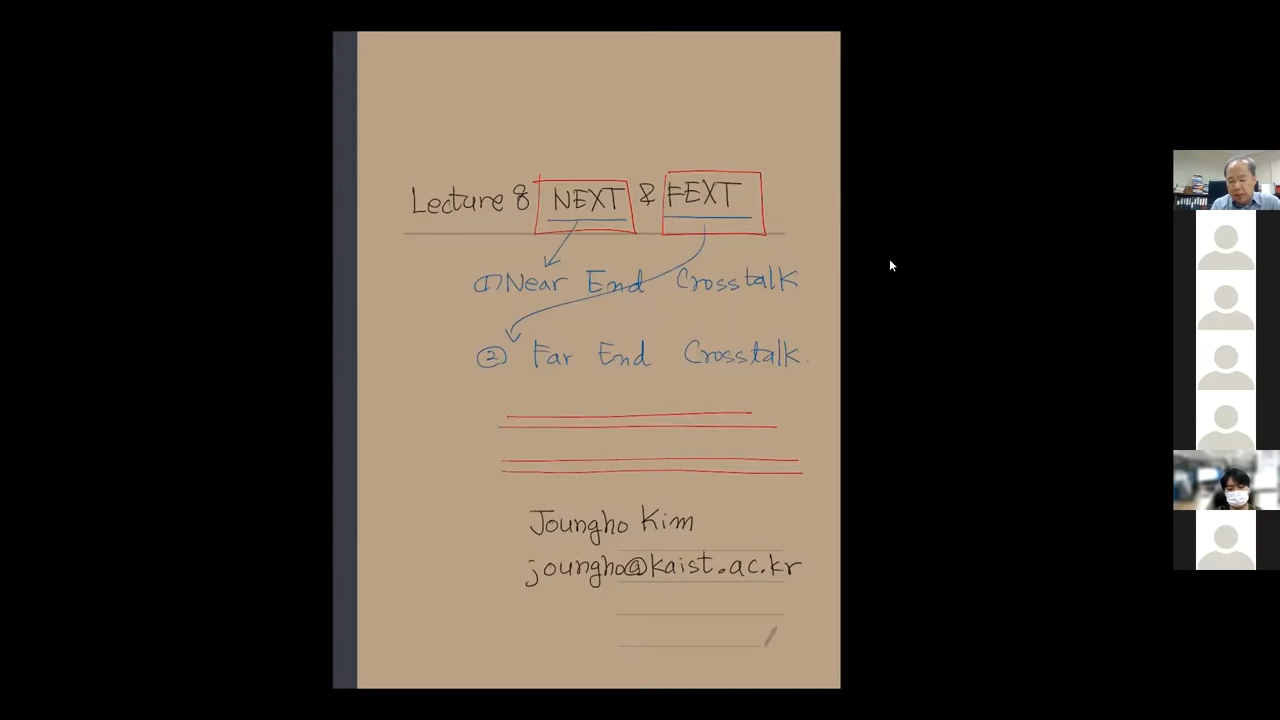 Lecture 8 NEXT & FEXT
① Near End Crosstalk
② Far End Crosstalk.
Joungho Kim
joungho@kaist.ac.kr